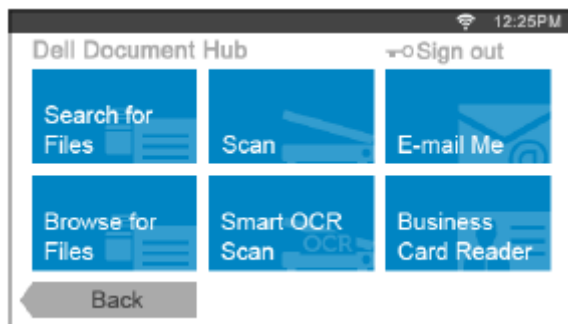 12:25PM
Dell Document Hub
Sign out
Search for
Files
Scan
E-mail Me
Browse for
Files
Smart OCR
Scan
OCR
Business
Card Reader
Back